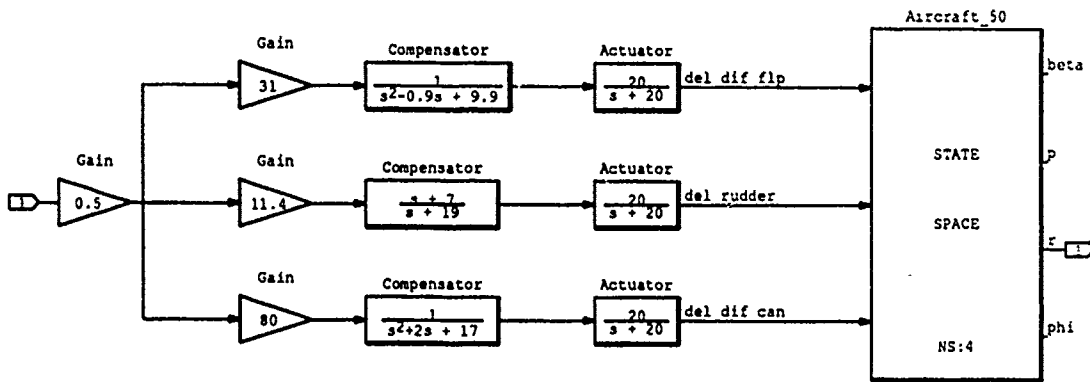 Aircraft_50
Gain
Compensator
Actuator
31
1
s²-0.9s + 9.9
20
s + 20
del dif flp
beta
Gain
Gain
Compensator
Actuator
STATE
p
1
0.5
11.4
s + 7
s + 19
20
s + 20
del rudder
SPACE
r
1
Gain
Compensator
Actuator
80
1
s²+2s + 17
20
s + 20
del dif can
phi
NS:4